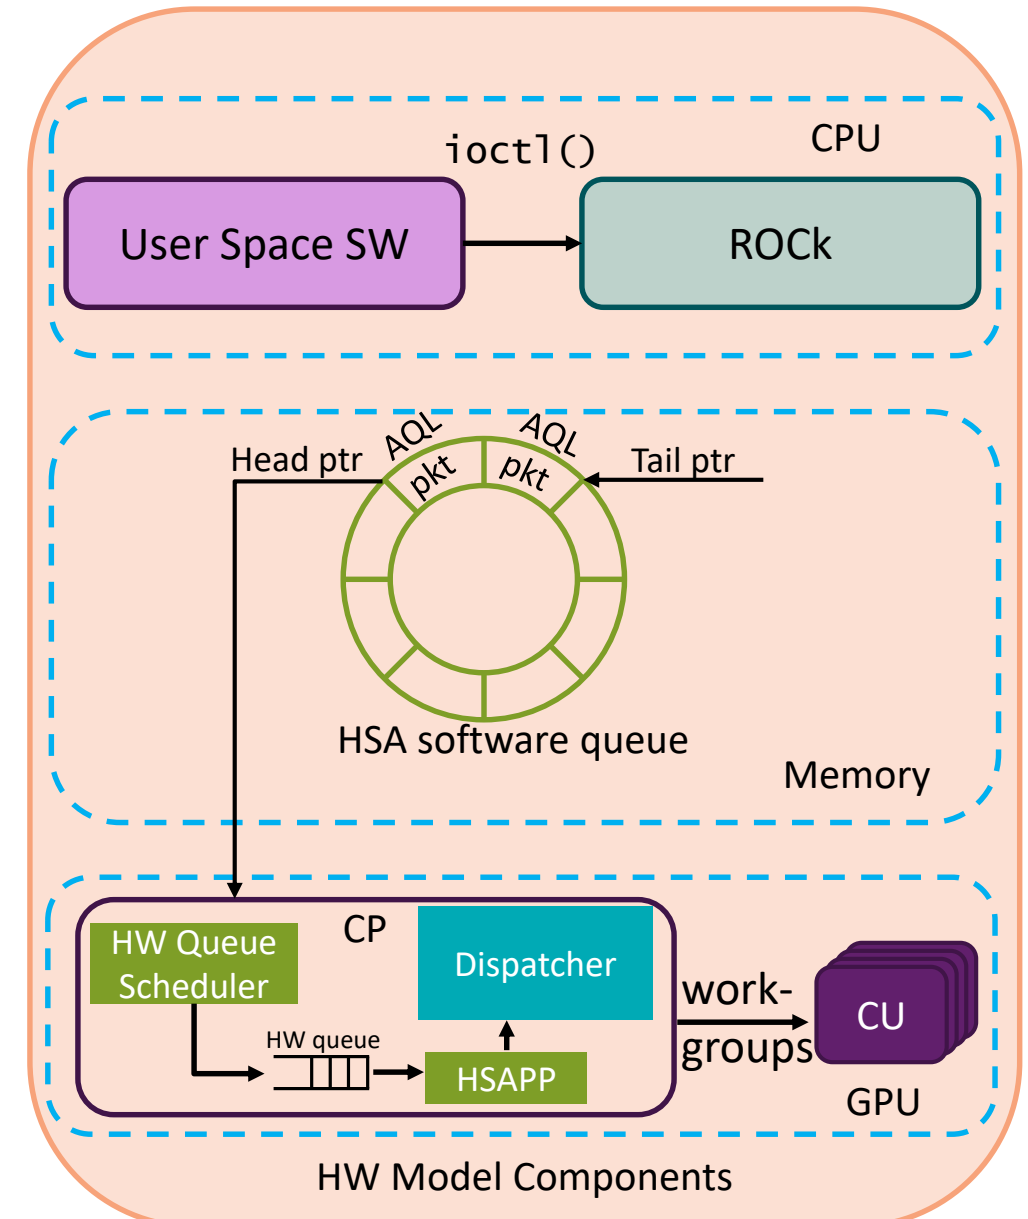 CPU
ioctl()
User Space SW
ROCk
AQL
AQL
Head ptr
pkt
pkt
Tail ptr
HSA software queue
Memory
CP
HW Queue
Scheduler
Dispatcher
HW queue
HSAPP
work-
groups
CU
GPU
HW Model Components